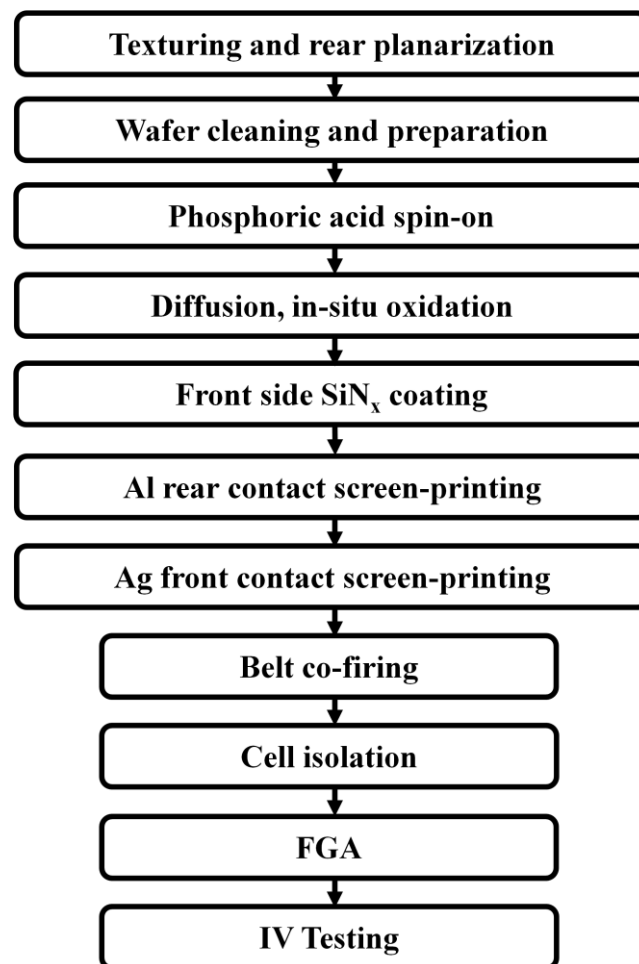 Texturing and rear planarization
Wafer cleaning and preparation
Phosphoric acid spin-on
Diffusion, in-situ oxidation
Front side SiNₓ coating
Al rear contact screen-printing
Ag front contact screen-printing
Belt co-firing
Cell isolation
FGA
IV Testing